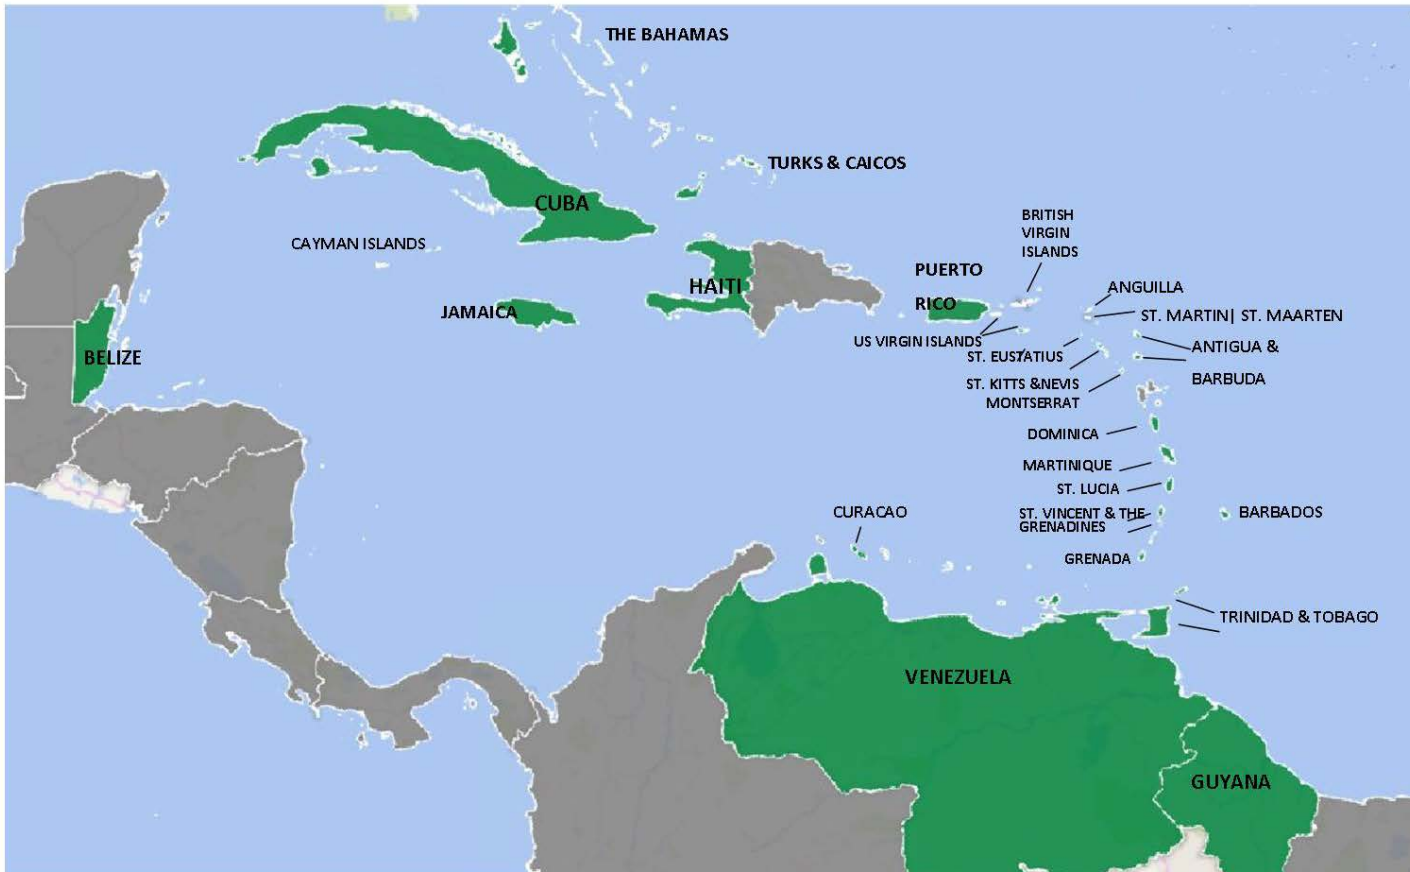 THE BAHAMAS
TURKS & CAICOS
CUBA
CAYMAN ISLANDS
BRITISH
VIRGIN
ISLANDS
PUERTO
RICO
HAITI
JAMAICA
ANGUILLA
ST. MARTIN| ST. MAARTEN
US VIRGIN ISLANDS
ST. EUSTATIUS
ANTIGUA &
BARBUDA
BELIZE
ST. KITTS &NEVIS
MONTSERRAT
DOMINICA
MARTINIQUE
ST. LUCIA
CURACAO
ST. VINCENT & THE
GRENADINES
BARBADOS
GRENADA
TRINIDAD & TOBAGO
VENEZUELA
GUYANA